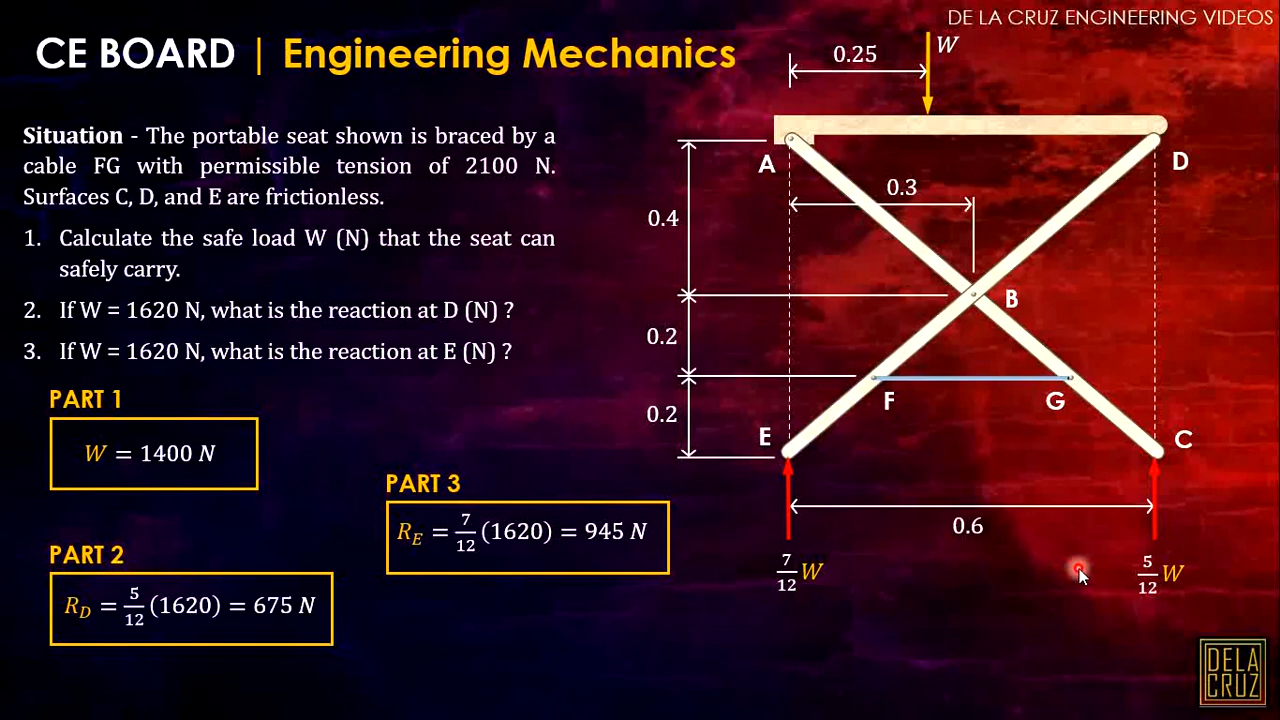 DE LA CRUZ ENGINEERING VIDEOS
CE BOARD | Engineering Mechanics
Situation - The portable seat shown is braced by a
cable FG with permissible tension of 2100 N.
Surfaces C, D, and E are frictionless.
1. Calculate the safe load W (N) that the seat can
safely carry.
2. If W = 1620 N, what is the reaction at D (N) ?
3. If W = 1620 N, what is the reaction at E (N) ?
PART 1
W = 1400 N
PART 2
R_D = 5/12 (1620) = 675 N
PART 3
R_E = 7/12 (1620) = 945 N
0.25
W
A
D
0.3
0.4
B
0.2
F
G
0.2
E
C
0.6
7/12 W
5/12 W
DELA
CRUZ